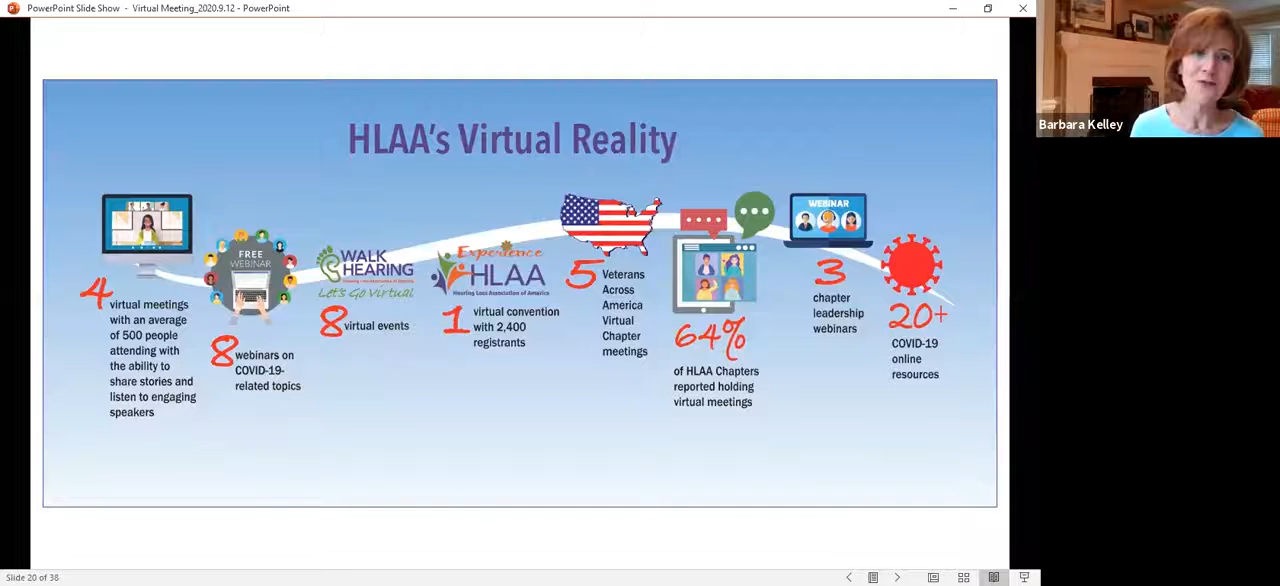 PowerPoint Slide Show - Virtual Meeting_2020.9.12 - PowerPoint
Barbara Kelley
HLAA's Virtual Reality
4
virtual meetings
with an average
of 500 people
attending with
the ability to
share stories and
listen to engaging
speakers
FREE
WEBINAR
8
webinars on
COVID-19-
related topics
WALK
HEARING
Let's Go Virtual
8
virtual events
Experience
HLAA
Hearing Loss Association of America
1
virtual convention
with 2,400
registrants
5
Veterans
Across
America
Virtual
Chapter
meetings
64%
of HLAA Chapters
reported holding
virtual meetings
WEBINAR
3
chapter
leadership
webinars
20+
COVID-19
online
resources
Slide 20 of 38